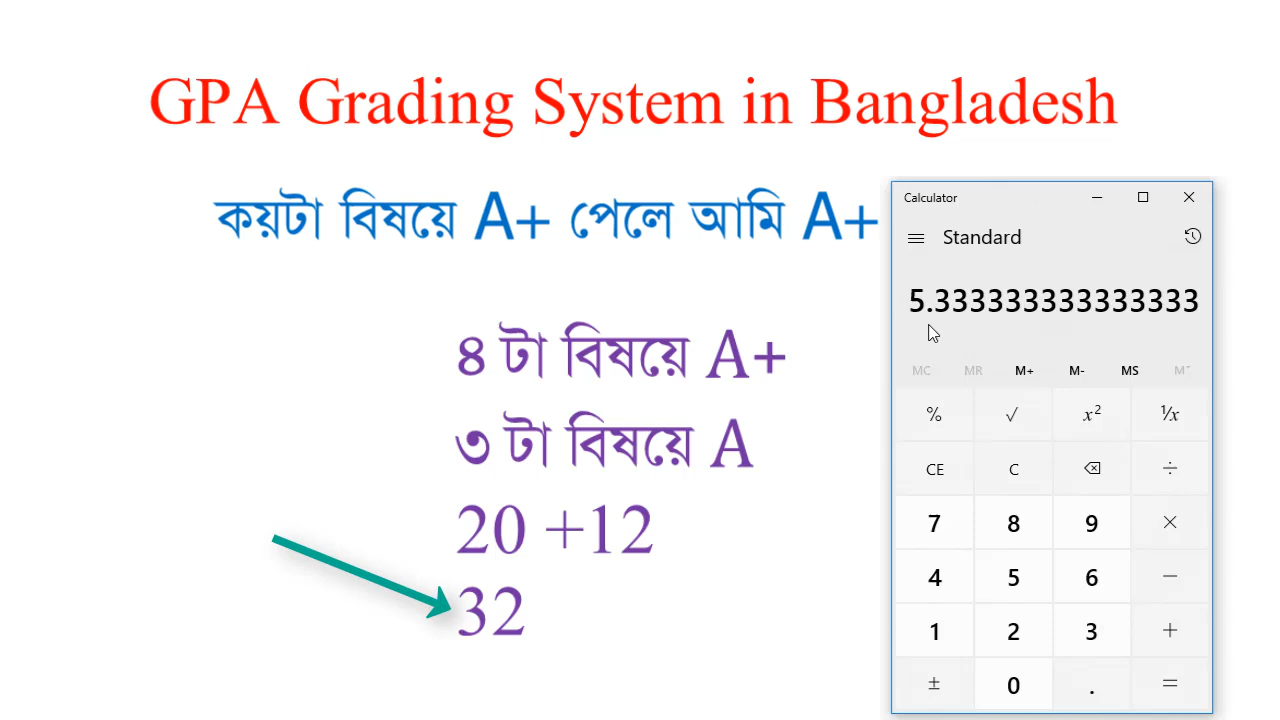 GPA Grading System in Bangladesh
কয়টা বিষয়ে A+ পেলে আমি A+
৪ টা বিষয়ে A+
৩ টা বিষয়ে A
20 +12
32
Calculator
Standard
5.333333333333333
MC MR M+ M- MS M˅
% √ x² ¹/x
CE C ⌫ ÷
7 8 9 ×
4 5 6 −
1 2 3 +
± 0 . =